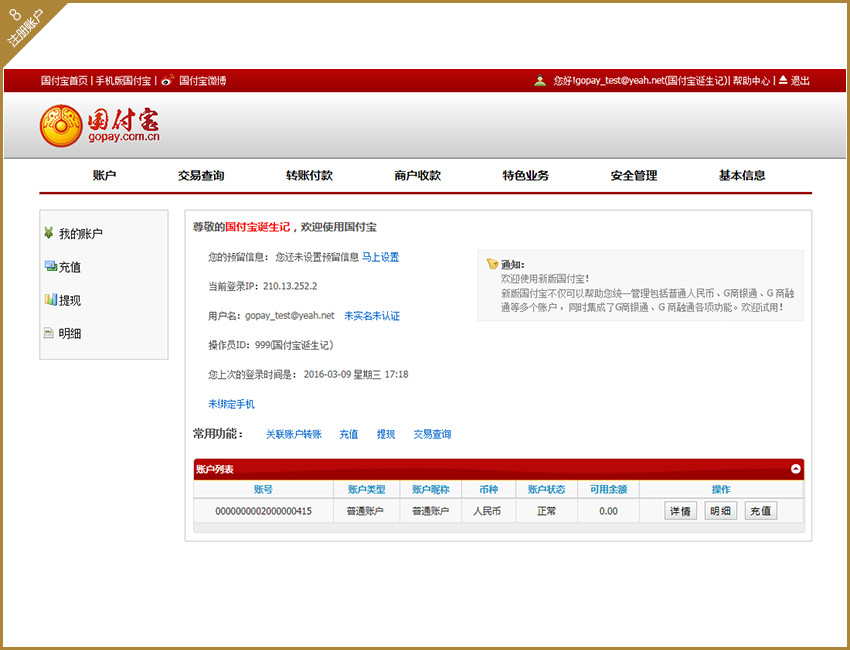 8
注册账户
国付宝首页 | 手机版国付宝 | 国付宝微博
您好!gopay_test@yeah.net(国付宝诞生记)| 帮助中心 | 退出
国付宝
gopay.com.cn
账户 交易查询 转账付款 商户收款 特色业务 安全管理 基本信息
我的账户
充值
提现
明细
尊敬的国付宝诞生记，欢迎使用国付宝
您的预留信息： 您还未设置预留信息 马上设置
当前登录IP：210.13.252.2
用户名：gopay_test@yeah.net 未实名未认证
操作员ID：999(国付宝诞生记)
您上次的登录时间是： 2016-03-09 星期三 17:18
未绑定手机
通知：
欢迎使用新版国付宝！
新版国付宝不仅可以帮助您统一管理包括普通人民币、G商银通、G 商融
通等多个账户，同时集成了G商银通、G 商融通各项功能。欢迎试用！
常用功能： 关联账户转账 充值 提现 交易查询
账户列表
账号 账户类型 账户昵称 币种 账户状态 可用余额 操作
0000000002000000415 普通账户 普通账户 人民币 正常 0.00 详情 明细 充值